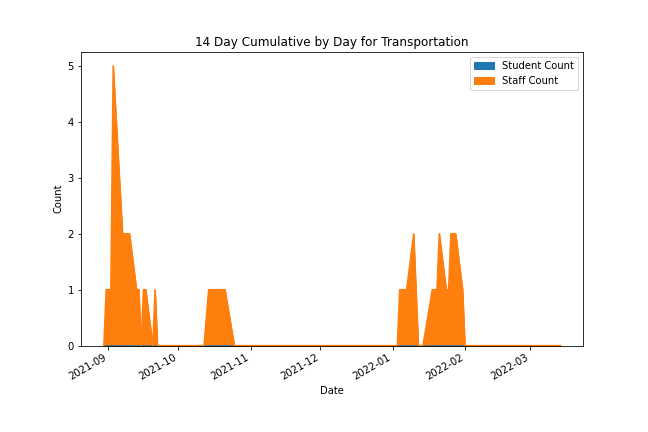 14 Day Cumulative by Day for Transportation
Student Count
Staff Count
Count
5
4
3
2
1
0
2021-09
2021-10
2021-11
2021-12
2022-01
2022-02
2022-03
Date